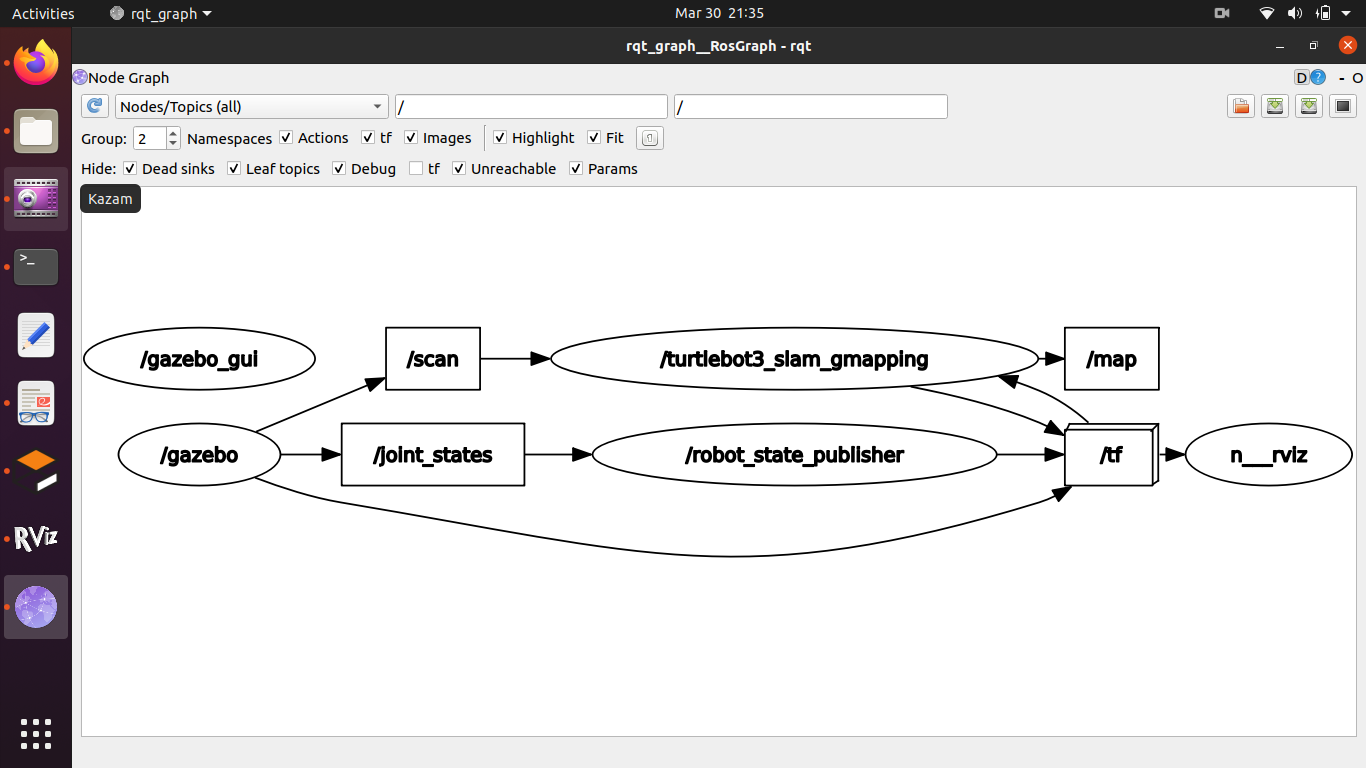 Activities rqt_graph Mar 30 21:35
rqt_graph__RosGraph - rqt
Node Graph D ? - O
Nodes/Topics (all) / /
Group: 2 Namespaces Actions tf Images Highlight Fit
Hide: Dead sinks Leaf topics Debug tf Unreachable Params
Kazam
>_
/gazebo_gui /scan /turtlebot3_slam_gmapping /map
/gazebo /joint_states /robot_state_publisher /tf n___rviz
RViz